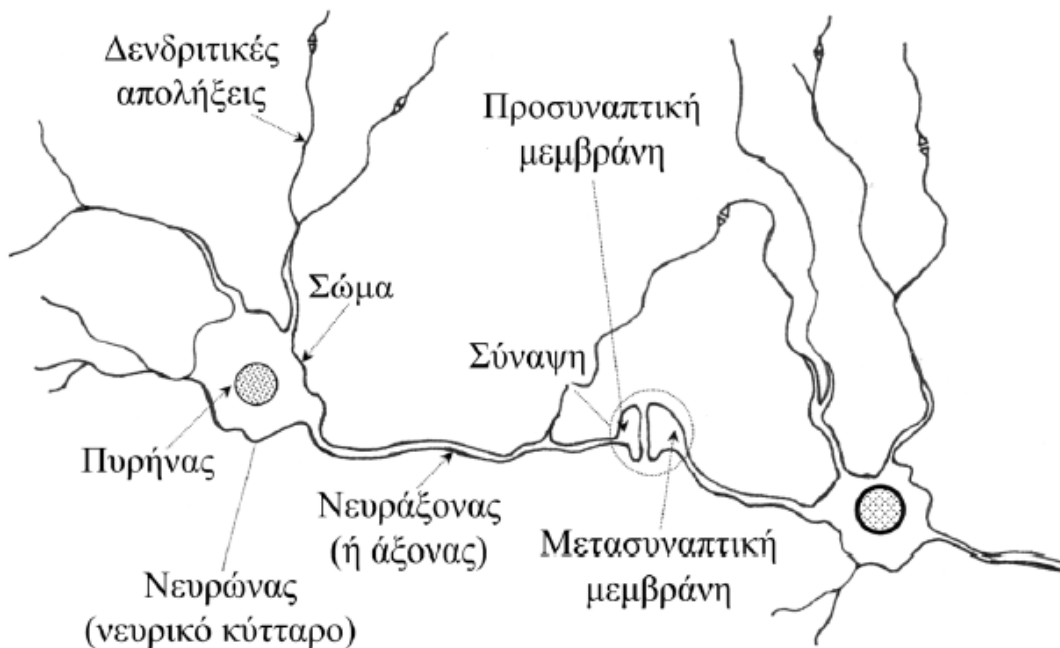 Δενδριτικές
απολήξεις
Προσυναπτική
μεμβράνη
Σώμα
Σύναψη
Πυρήνας
Νευράξονας
(ή άξονας)
Μετασυναπτική
μεμβράνη
Νευρώνας
(νευρικό κύτταρο)